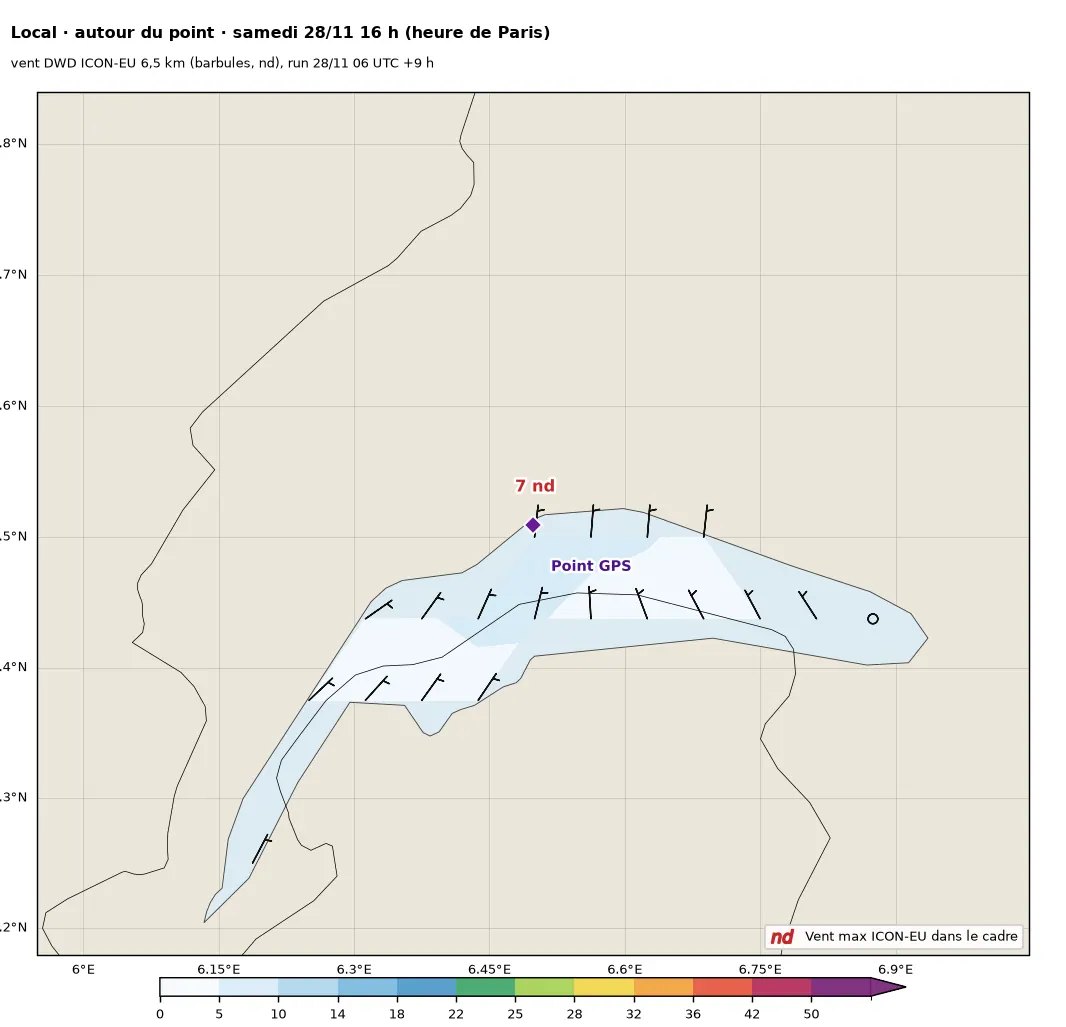 Local · autour du point · samedi 28/11 16 h (heure de Paris)
vent DWD ICON-EU 6,5 km (barbules, nd), run 28/11 06 UTC +9 h
.8°N
.7°N
.6°N
7 nd
.5°N
Point GPS
.4°N
.3°N
.2°N
nd Vent max ICON-EU dans le cadre
6°E 6.15°E 6.3°E 6.45°E 6.6°E 6.75°E 6.9°E
0 5 10 14 18 22 25 28 32 36 42 50